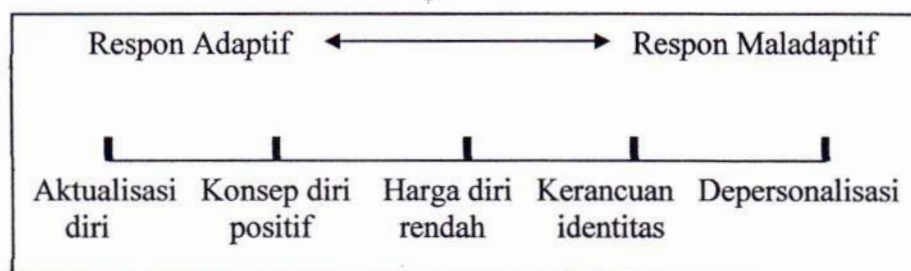 Respon Adaptif Respon Maladaptif
Aktualisasi diri
Konsep diri positif
Harga diri rendah
Kerancuan identitas
Depersonalisasi